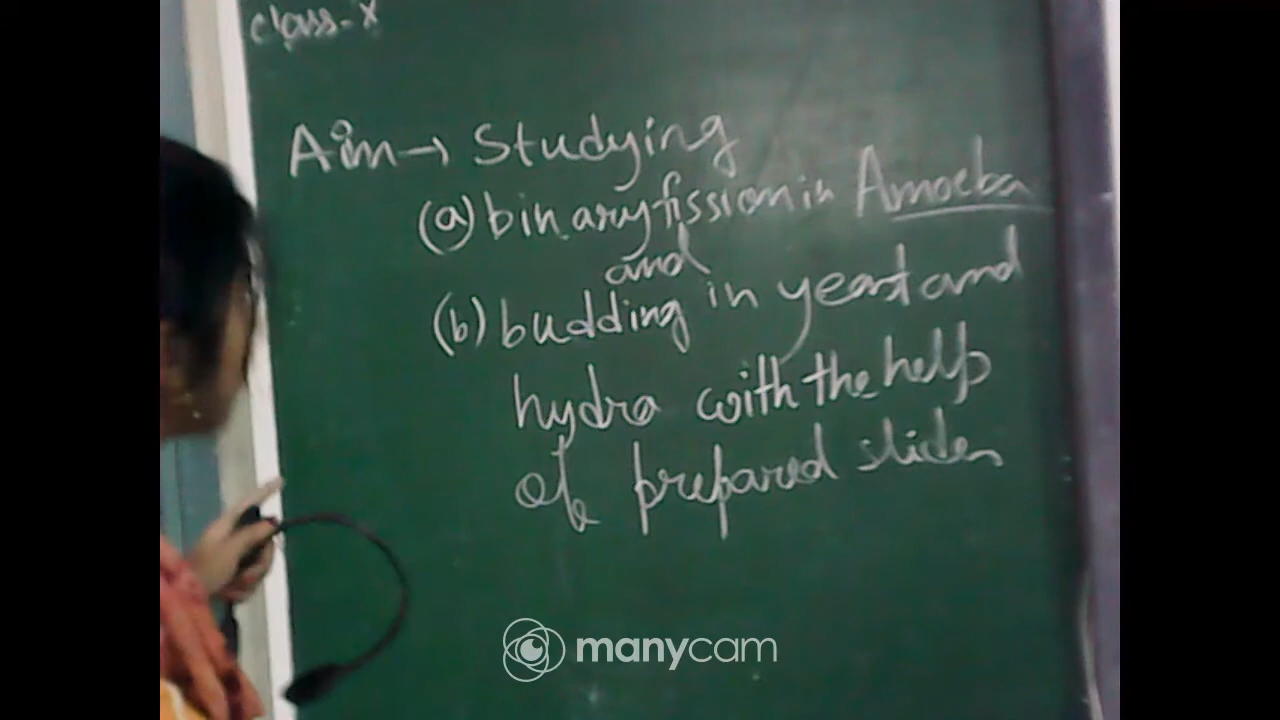 Class-X
Aim→ Studying
(a) binary fission in Amoeba
and
(b) budding in yeast and
hydra with the help
of prepared slides
manycam